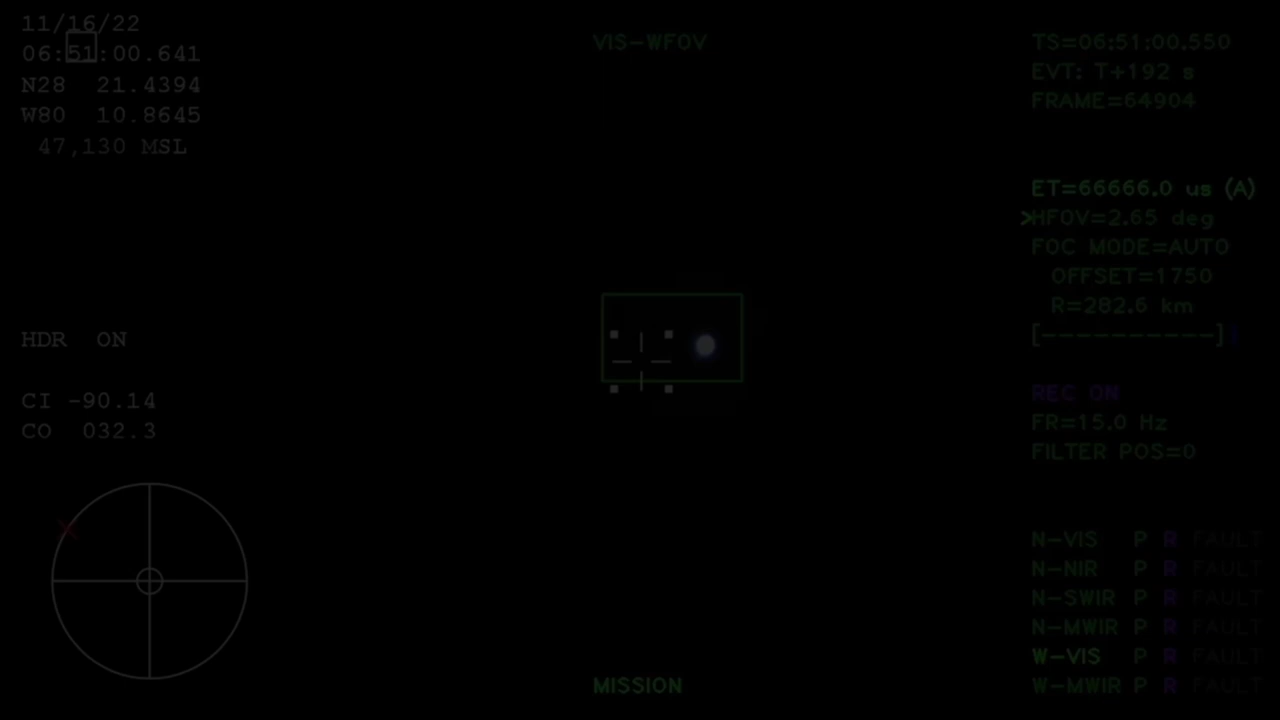 11/16/22
06:51:00.641
N28 21.4394
W80 10.8645
47,130 MSL
HDR ON
CI -90.14
CO 032.3
VIS-WFOV
MISSION
TS=06:51:00.550
EVT: T+192 s
FRAME=64904
ET=66666.0 us (A)
>HFOV=2.65 deg
FOC MODE=AUTO
OFFSET=1750
R=282.6 km
[----------]
REC ON
FR=15.0 Hz
FILTER POS=0
N-VIS P R FAULT
N-NIR P R FAULT
N-SWIR P R FAULT
N-MWIR P R FAULT
W-VIS P R FAULT
W-MWIR P R FAULT